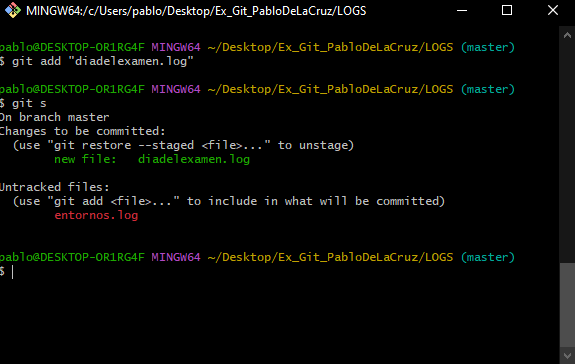 MINGW64:/c/Users/pablo/Desktop/Ex_Git_PabloDeLaCruz/LOGS
pablo@DESKTOP-OR1RG4F MINGW64 ~/Desktop/Ex_Git_PabloDeLaCruz/LOGS (master)
$ git add "diadelexamen.log"
pablo@DESKTOP-OR1RG4F MINGW64 ~/Desktop/Ex_Git_PabloDeLaCruz/LOGS (master)
$ git s
On branch master
Changes to be committed:
(use "git restore --staged <file>..." to unstage)
new file:   diadelexamen.log
Untracked files:
(use "git add <file>..." to include in what will be committed)
entornos.log
pablo@DESKTOP-OR1RG4F MINGW64 ~/Desktop/Ex_Git_PabloDeLaCruz/LOGS (master)
$